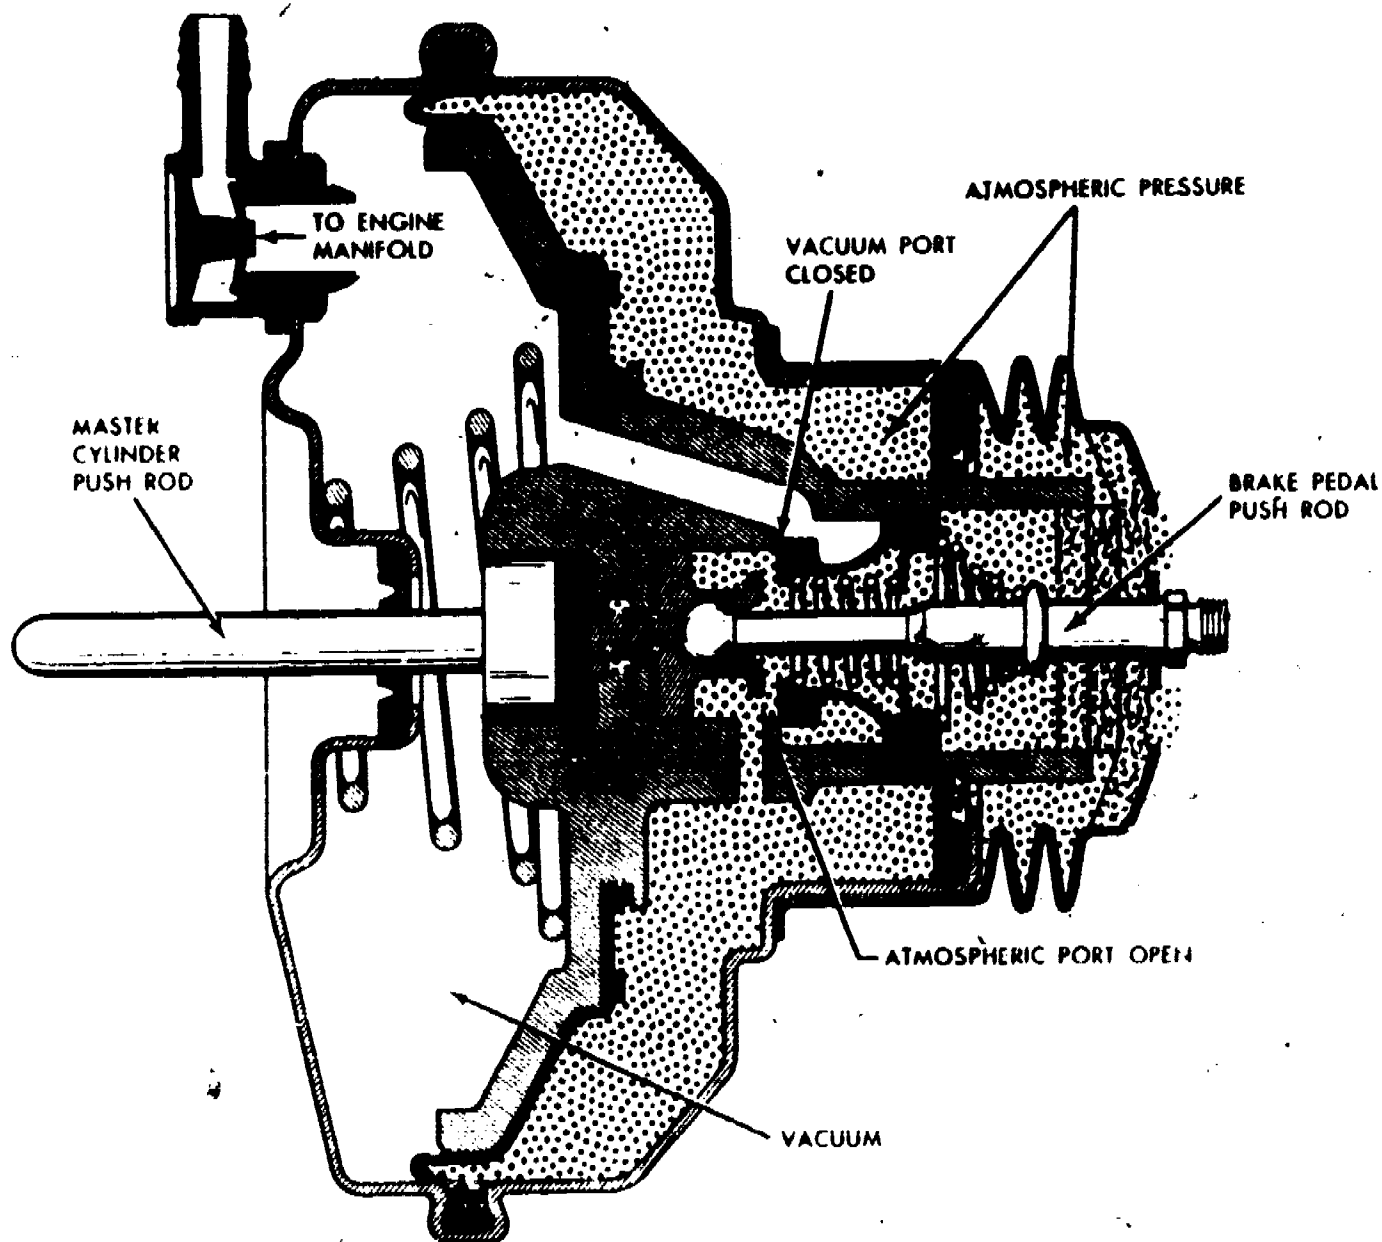 TO ENGINE
MANIFOLD
ATMOSPHERIC PRESSURE
VACUUM PORT
CLOSED
MASTER
CYLINDER
PUSH ROD
BRAKE PEDAL
PUSH ROD
ATMOSPHERIC PORT OPEN
VACUUM